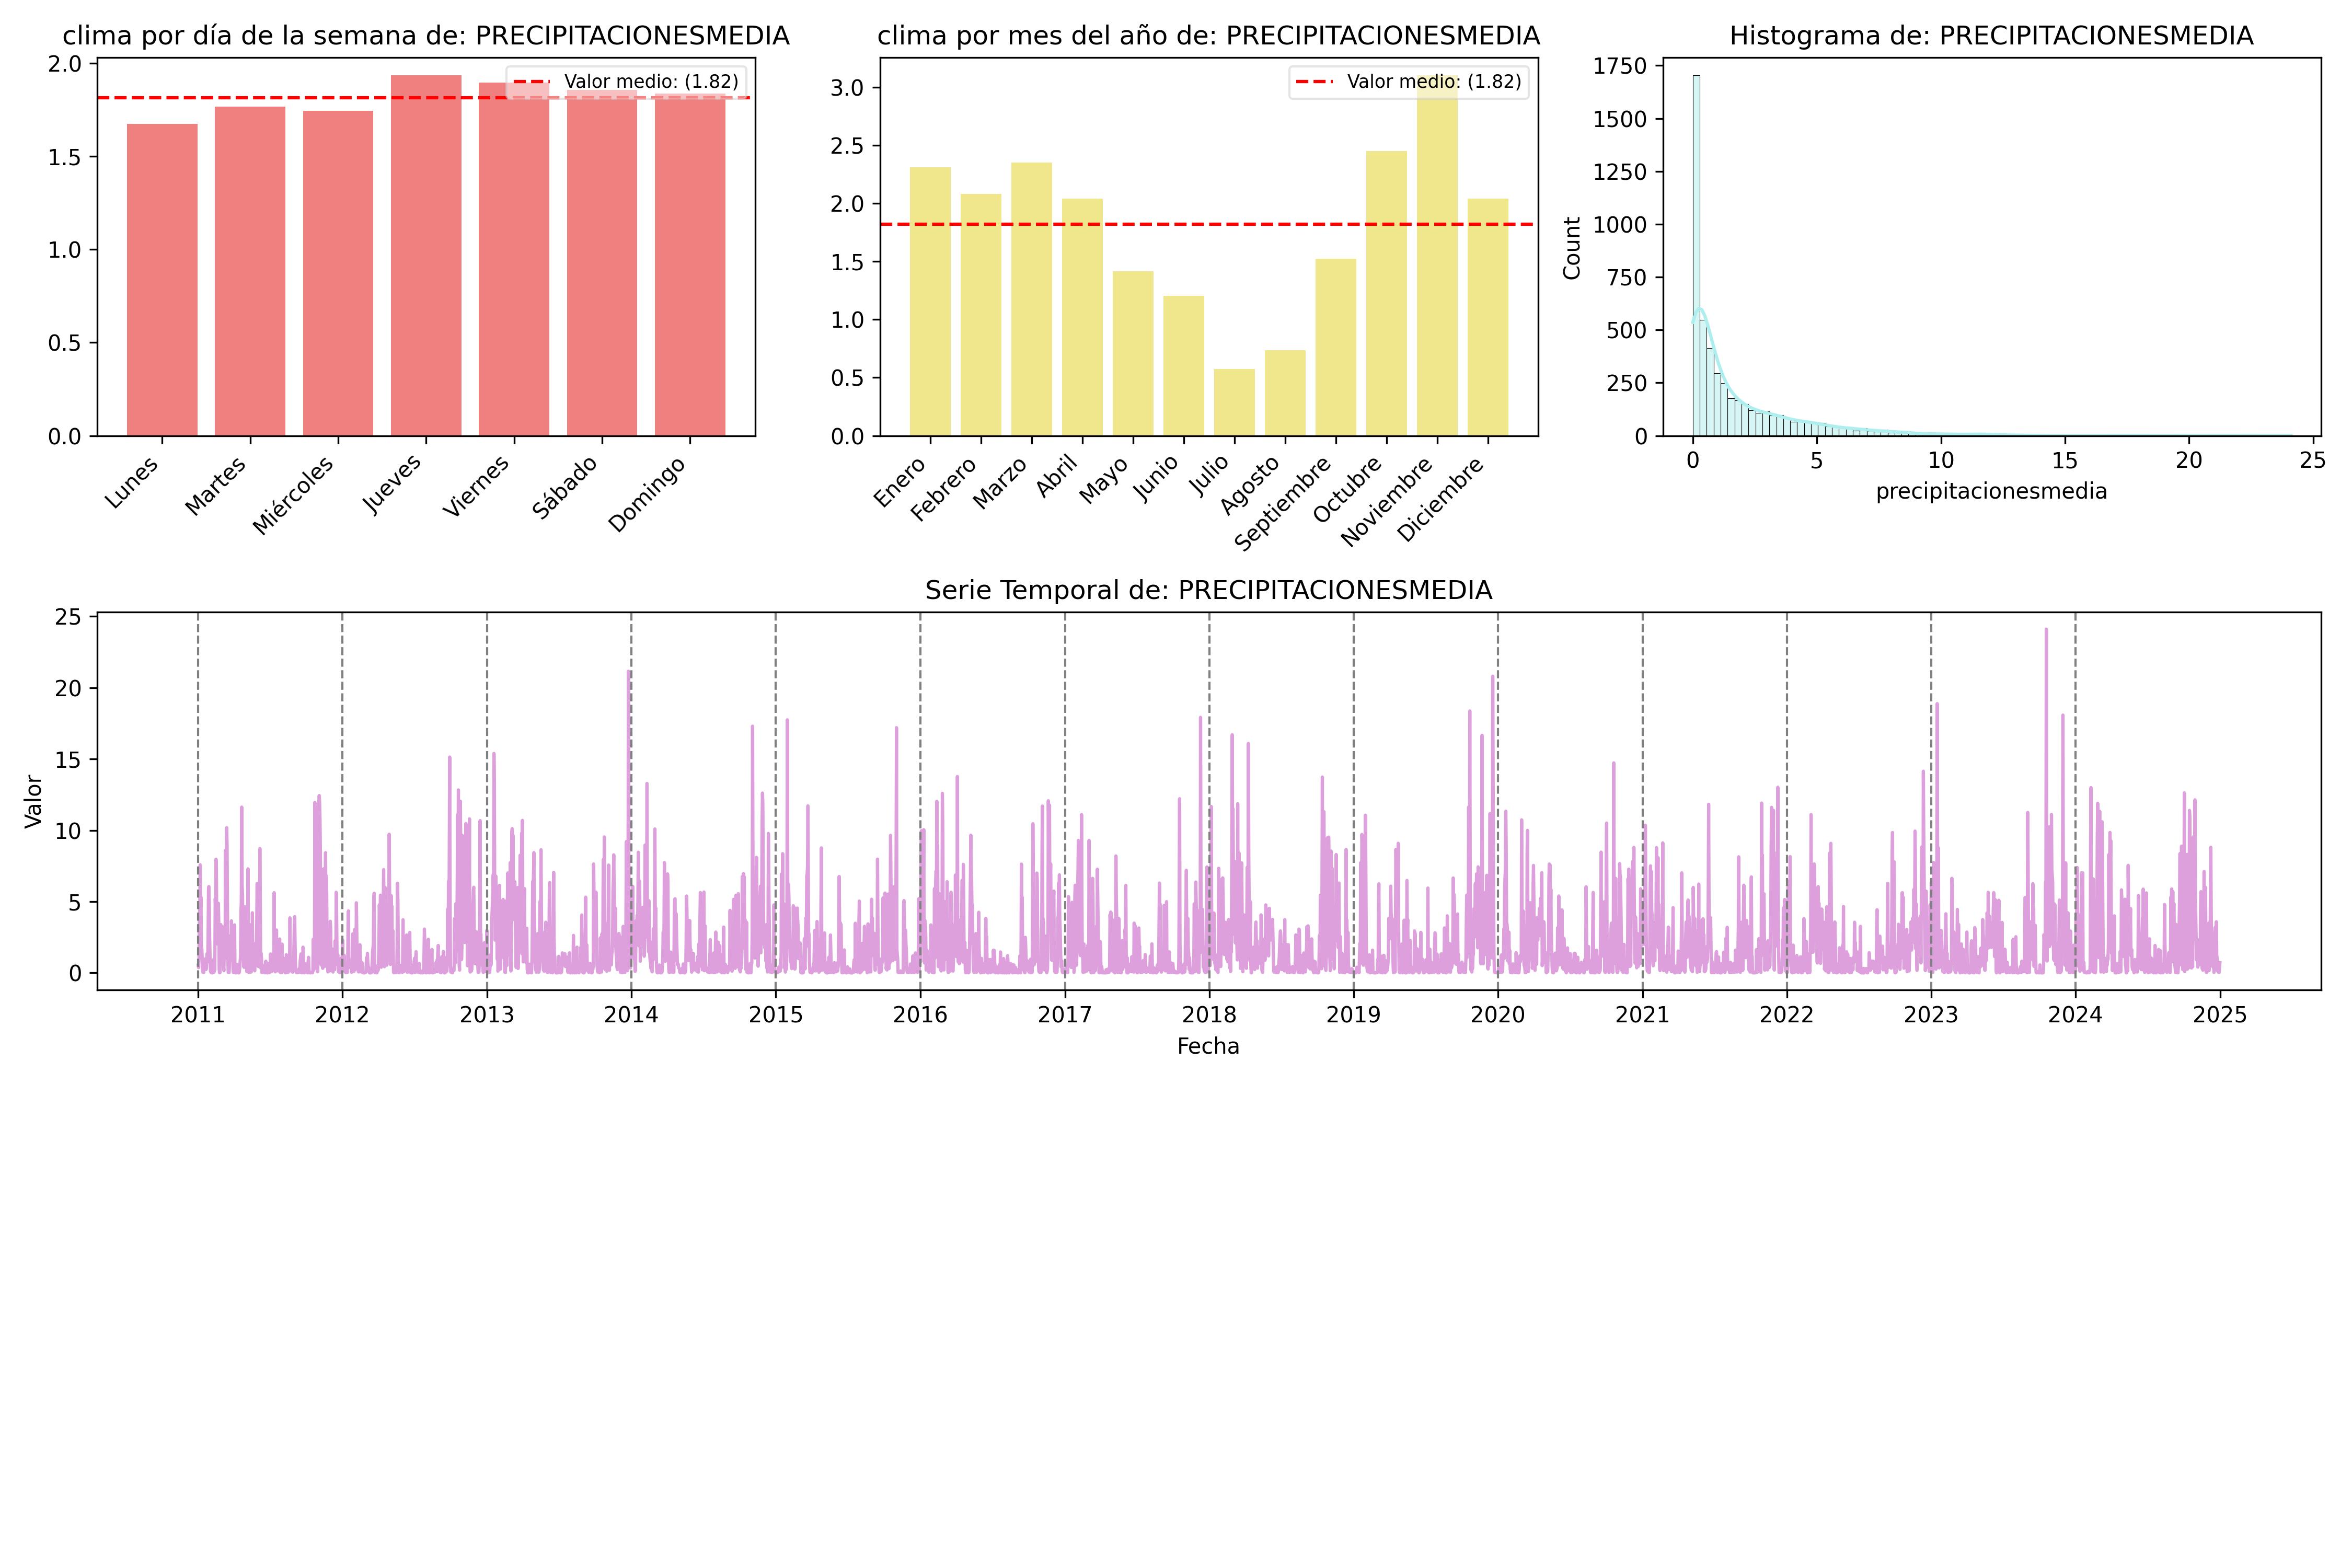 clima por día de la semana de: PRECIPITACIONESMEDIA
Valor medio: (1.82)
2.0
1.5
1.0
0.5
0.0
Lunes
Martes
Miércoles
Jueves
Viernes
Sábado
Domingo
clima por mes del año de: PRECIPITACIONESMEDIA
Valor medio: (1.82)
3.0
2.5
2.0
1.5
1.0
0.5
0.0
Enero
Febrero
Marzo
Abril
Mayo
Junio
Julio
Agosto
Septiembre
Octubre
Noviembre
Diciembre
Histograma de: PRECIPITACIONESMEDIA
Count
1750
1500
1250
1000
750
500
250
0
0 5 10 15 20 25
precipitacionesmedia
Serie Temporal de: PRECIPITACIONESMEDIA
Valor
25
20
15
10
5
0
2011 2012 2013 2014 2015 2016 2017 2018 2019 2020 2021 2022 2023 2024 2025
Fecha